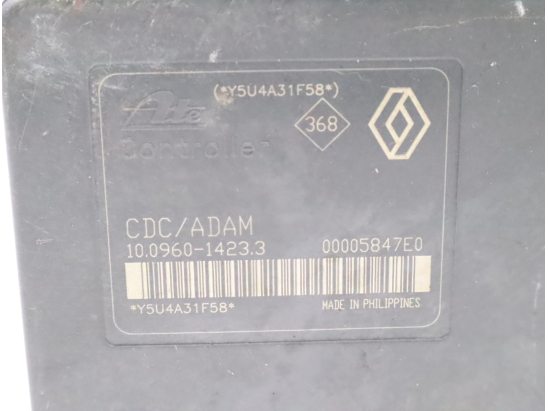 (*Y5U4A31F58*)
Ate
368
Controller
CDC/ADAM
10.0960-1423.3 00005847E0
*Y5U4A31F58* MADE IN PHILIPPINES